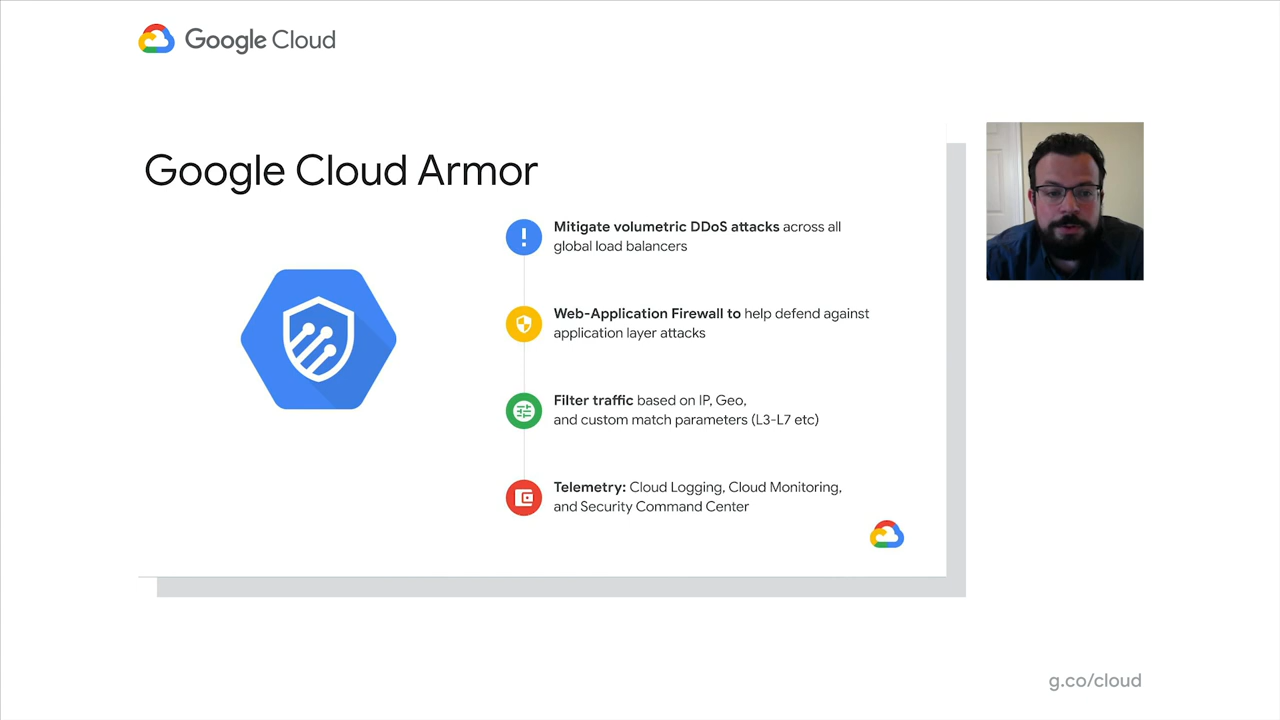 Google Cloud
Google Cloud Armor
Mitigate volumetric DDoS attacks across all
global load balancers
Web-Application Firewall to help defend against
application layer attacks
Filter traffic based on IP, Geo,
and custom match parameters (L3-L7 etc)
Telemetry: Cloud Logging, Cloud Monitoring,
and Security Command Center
g.co/cloud